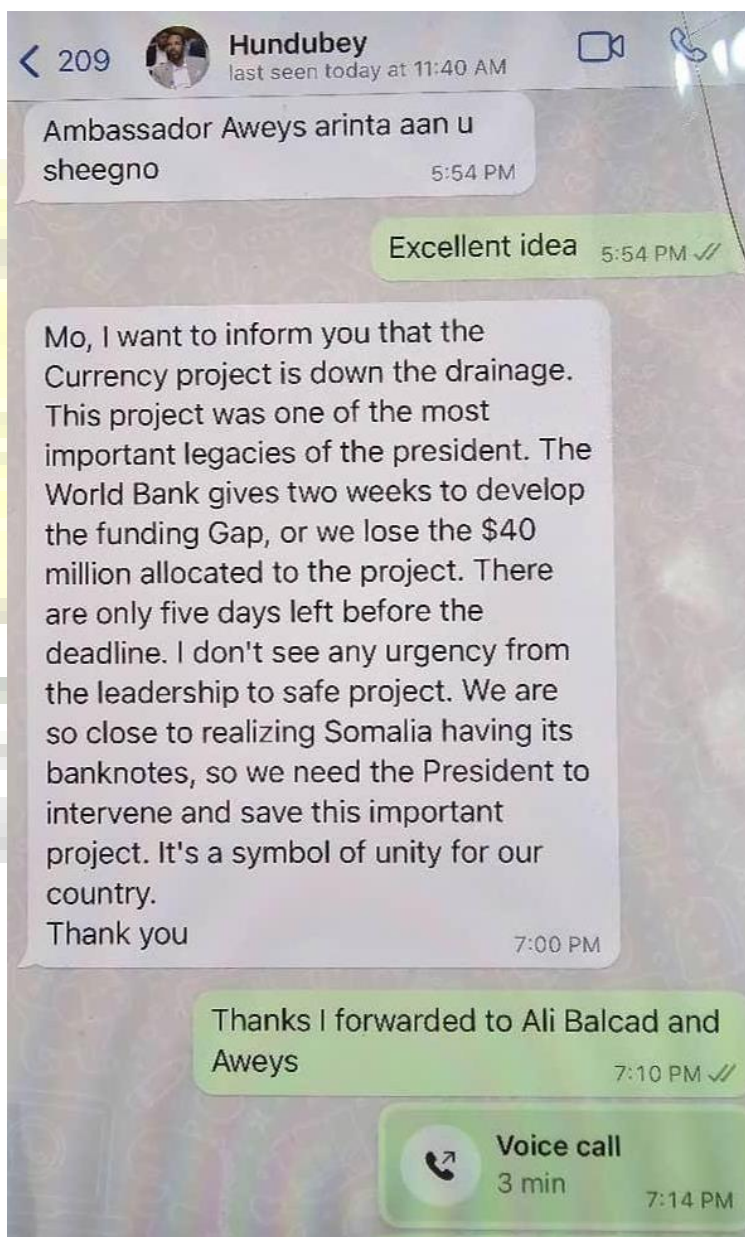 209
Hundubey
last seen today at 11:40 AM
Ambassador Aweys arinta aan u
sheegno
5:54 PM
Excellent idea
5:54 PM
Mo, I want to inform you that the
Currency project is down the drainage.
This project was one of the most
important legacies of the president. The
World Bank gives two weeks to develop
the funding Gap, or we lose the $40
million allocated to the project. There
are only five days left before the
deadline. I don't see any urgency from
the leadership to safe project. We are
so close to realizing Somalia having its
banknotes, so we need the President to
intervene and save this important
project. It's a symbol of unity for our
country.
Thank you
7:00 PM
Thanks I forwarded to Ali Balcad and
Aweys
7:10 PM
Voice call
3 min
7:14 PM